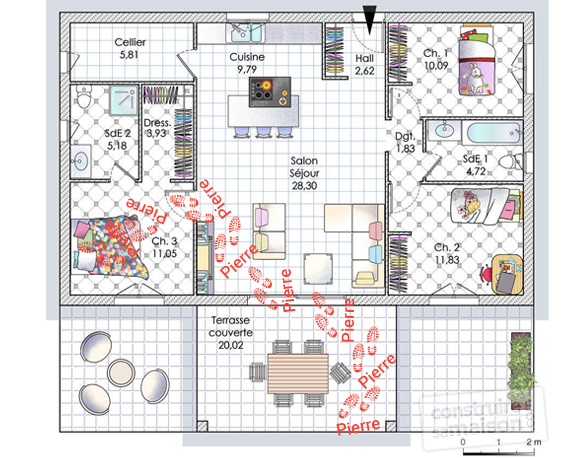 Cellier
5,81
Cuisine
9,79
Hall
2,62
Ch. 1
10,09
SdE 2
5,18
Dress.
3,93
Dgt.
1,83
SdE 1
4,72
Salon
Séjour
28,30
Pierre
Pierre
Ch. 3
11,05
Pierre
Pierre
Ch. 2
11,83
Pierre
Terrasse
couverte
20,02
Pierre
Pierre
construire
samaison
0 1 2 m